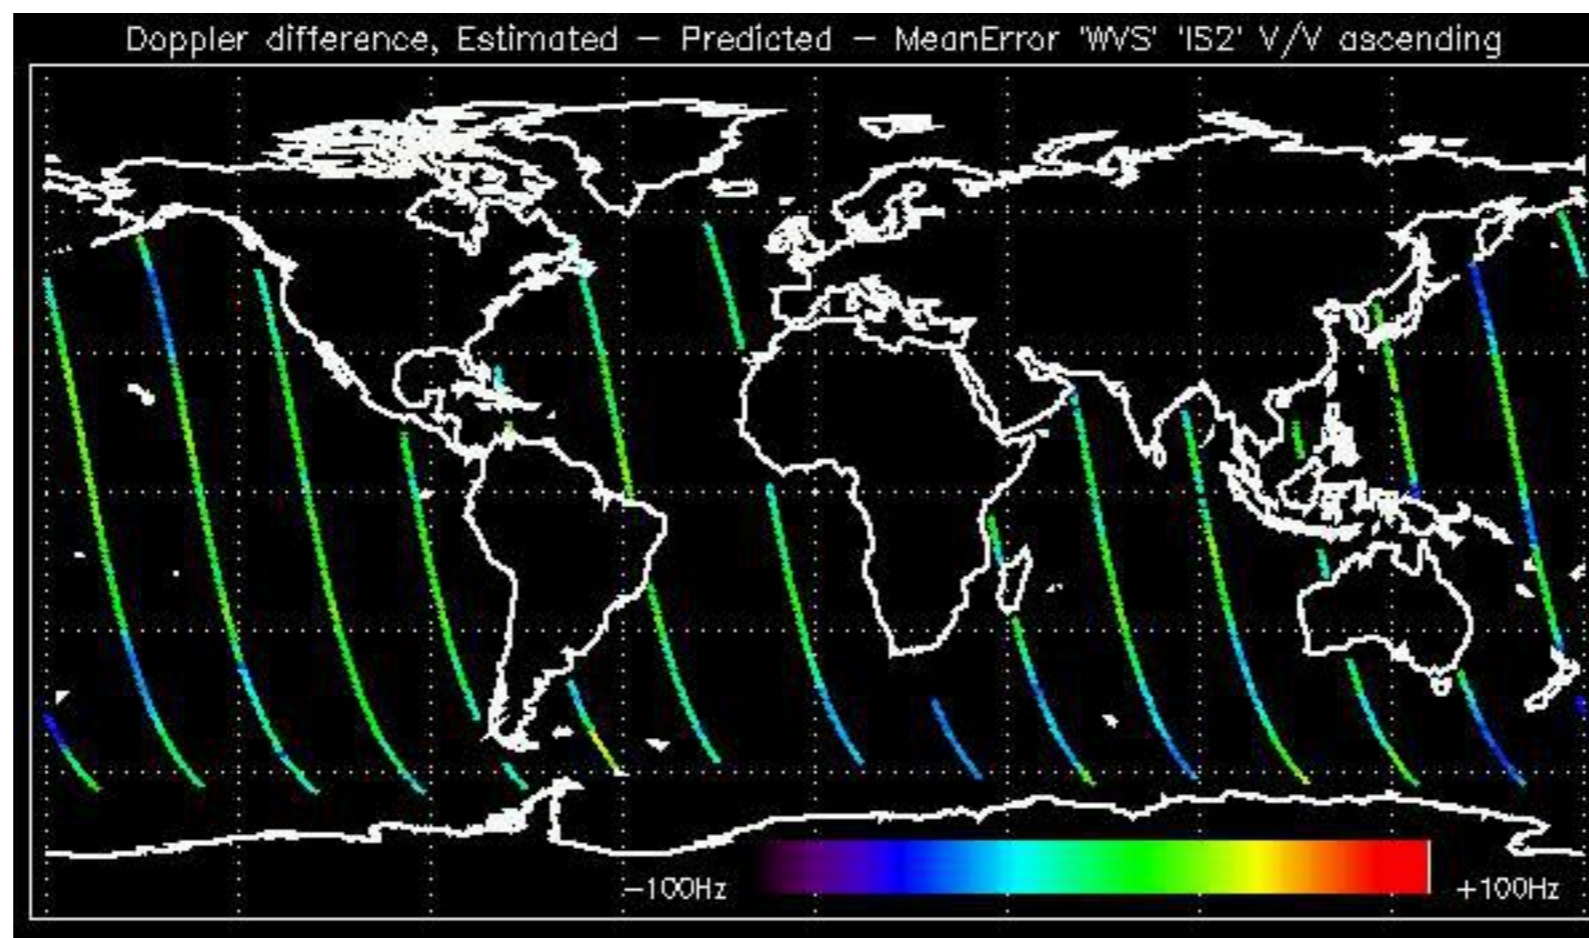 Doppler difference, Estimated – Predicted – MeanError 'WVS' 'IS2' V/V ascending
–100Hz +100Hz